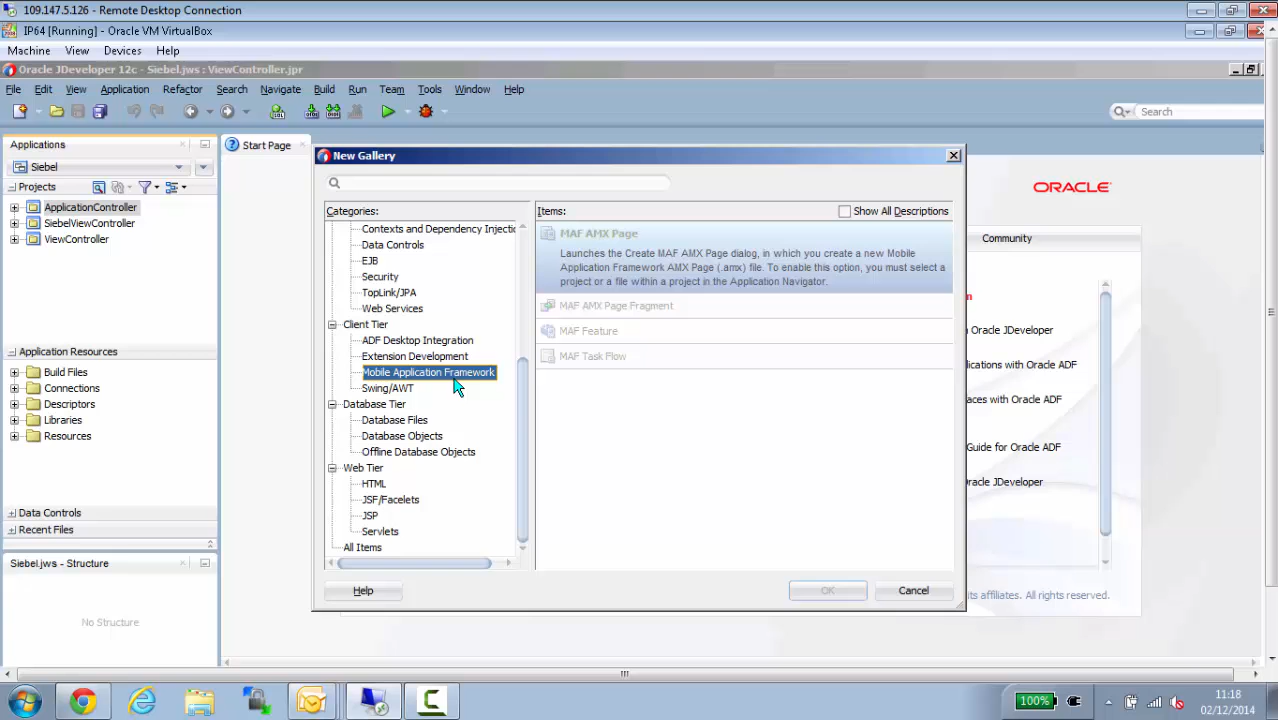 109.147.5.126 - Remote Desktop Connection
IP64 [Running] - Oracle VM VirtualBox
Machine View Devices Help
Oracle JDeveloper 12c - Siebel.jws : ViewController.jpr
File Edit View Application Refactor Search Navigate Build Run Team Tools Window Help
Search
Applications
Start Page
Siebel
Projects
ApplicationController
SiebelViewController
ViewController
Application Resources
Build Files
Connections
Descriptors
Libraries
Resources
Data Controls
Recent Files
Siebel.jws - Structure
No Structure
New Gallery
Categories:
Contexts and Dependency Injectio
Data Controls
EJB
Security
TopLink/JPA
Web Services
Client Tier
ADF Desktop Integration
Extension Development
Mobile Application Framework
Swing/AWT
Database Tier
Database Files
Database Objects
Offline Database Objects
Web Tier
HTML
JSF/Facelets
JSP
Servlets
All Items
Items:
Show All Descriptions
MAF AMX Page
Launches the Create MAF AMX Page dialog, in which you create a new Mobile
Application Framework AMX Page (.amx) file. To enable this option, you must select a
project or a file within a project in the Application Navigator.
MAF AMX Page Fragment
MAF Feature
MAF Task Flow
Help
OK
Cancel
ORACLE
Community
Oracle JDeveloper
lications with Oracle ADF
aces with Oracle ADF
Guide for Oracle ADF
racle JDeveloper
its affiliates. All rights reserved.
100%
11:18
02/12/2014